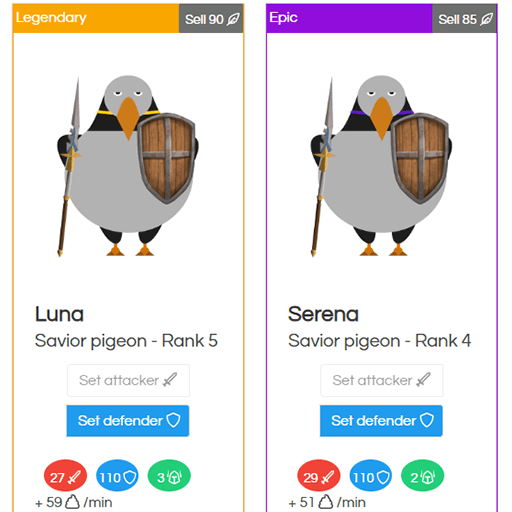 Legendary
Sell 90
Epic
Sell 85
Luna
Savior pigeon - Rank 5
Set attacker
Set defender
27
110
3
+ 59 /min
Serena
Savior pigeon - Rank 4
Set attacker
Set defender
29
110
2
+ 51 /min